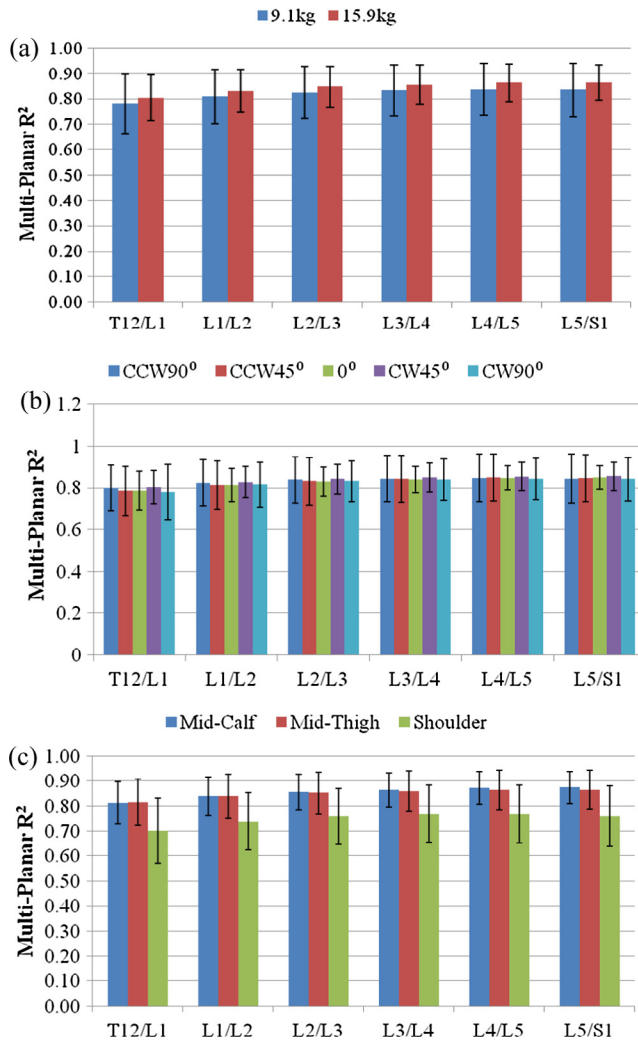 9.1kg 15.9kg
(a)
Multi-Planar R²
1.00
0.90
0.80
0.70
0.60
0.50
0.40
0.30
0.20
0.10
0.00
T12/L1 L1/L2 L2/L3 L3/L4 L4/L5 L5/S1
CCW90⁰ CCW45⁰ 0⁰ CW45⁰ CW90⁰
(b)
Multi-Planar R²
1.2
1
0.8
0.6
0.4
0.2
0
T12/L1 L1/L2 L2/L3 L3/L4 L4/L5 L5/S1
Mid-Calf Mid-Thigh Shoulder
(c)
Multi-Planar R²
1.00
0.90
0.80
0.70
0.60
0.50
0.40
0.30
0.20
0.10
0.00
T12/L1 L1/L2 L2/L3 L3/L4 L4/L5 L5/S1